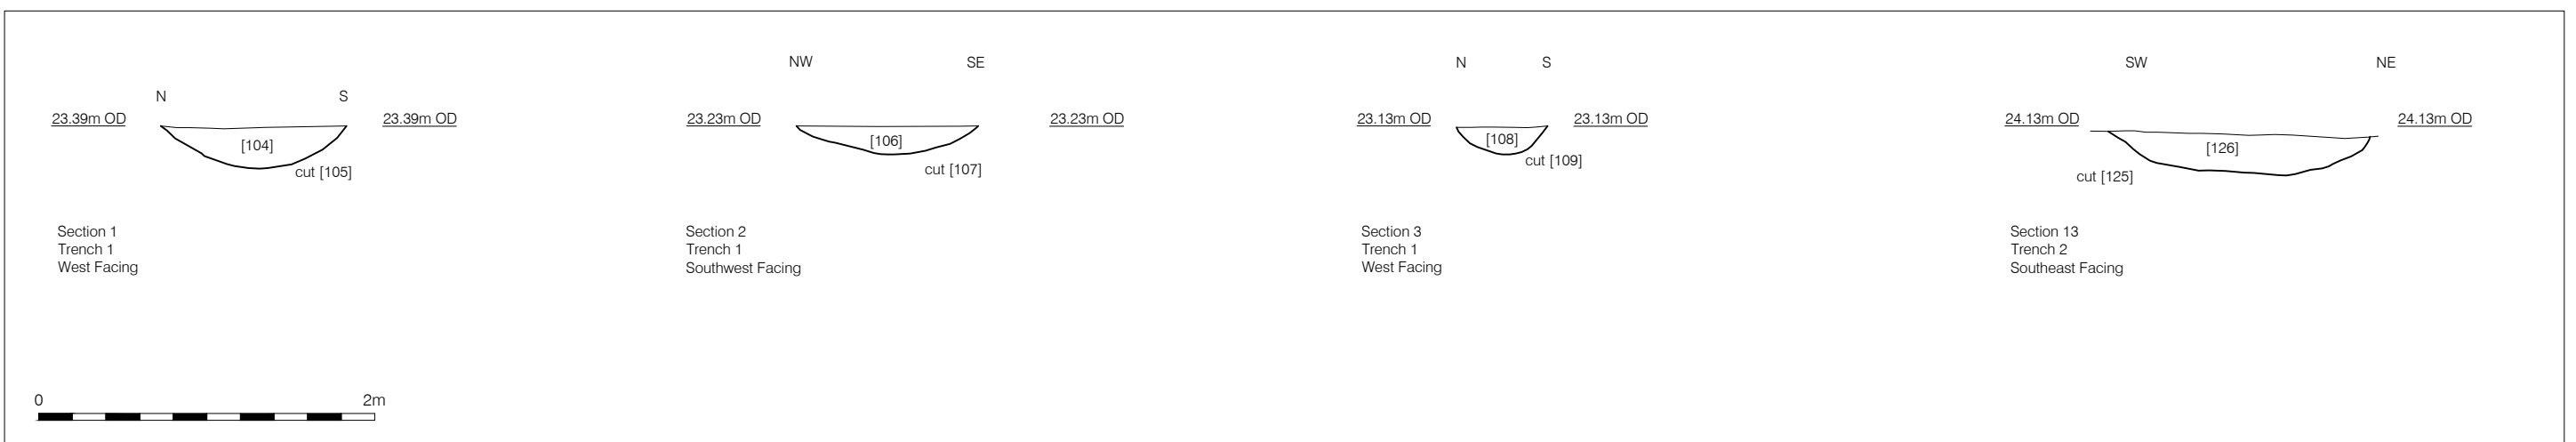 N S
23.39m OD 23.39m OD
[104]
cut [105]
Section 1
Trench 1
West Facing
NW SE
23.23m OD 23.23m OD
[106]
cut [107]
Section 2
Trench 1
Southwest Facing
N S
23.13m OD 23.13m OD
[108]
cut [109]
Section 3
Trench 1
West Facing
SW NE
24.13m OD 24.13m OD
[126]
cut [125]
Section 13
Trench 2
Southeast Facing
0 2m